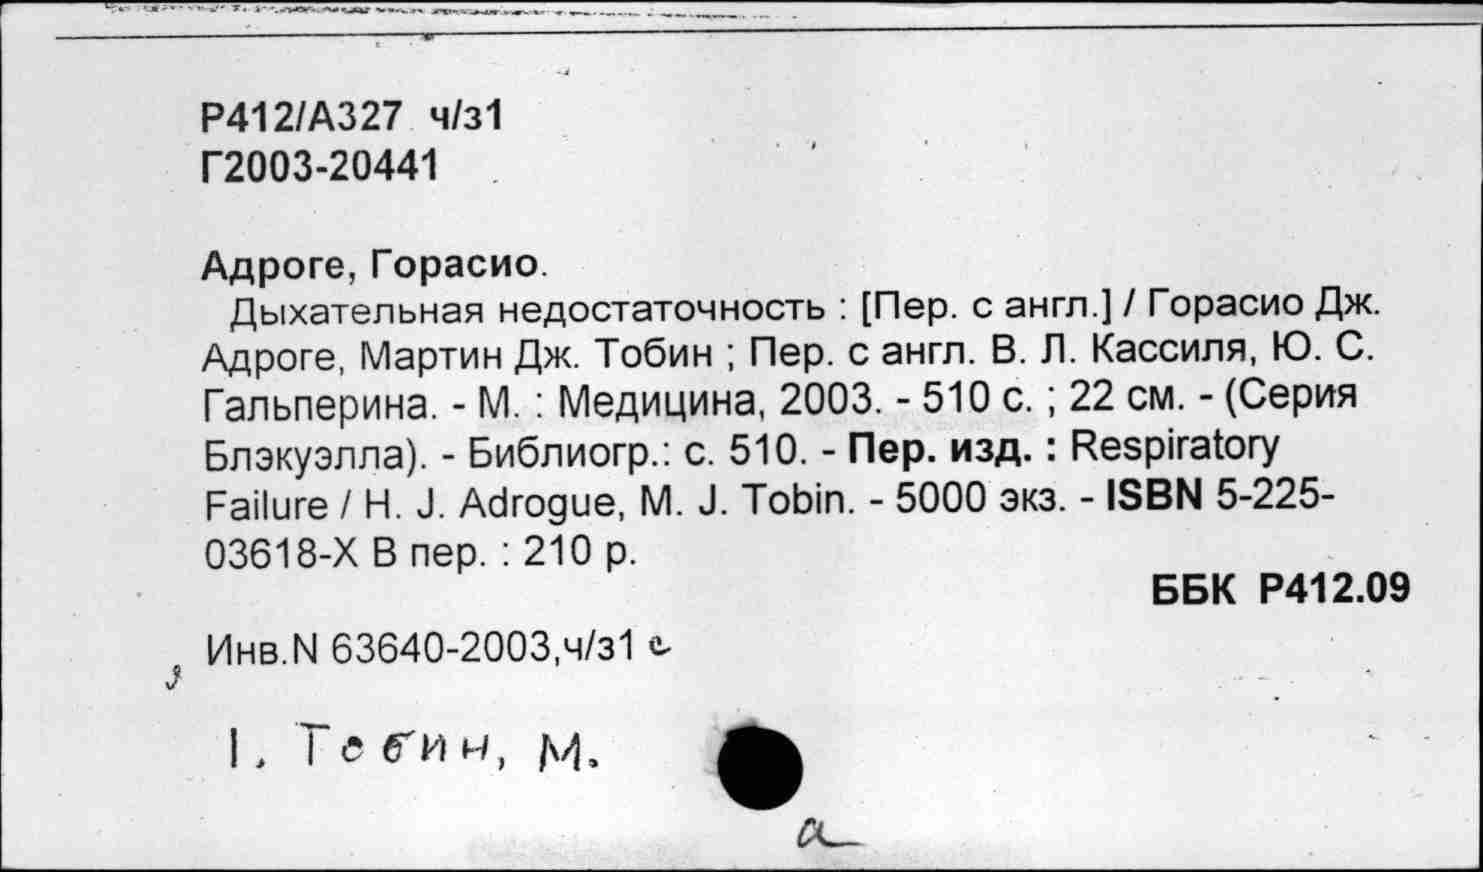 Р412/А327 ч/з1
Г2003-20441
Адроге, Горасио.
Дыхательная недостаточность : [Пер. с англ.] / Горасио Дж.
Адроге, Мартин Дж. Тобин ; Пер. с англ. В. Л. Кассиля, Ю. С.
Гальперина. - М. : Медицина, 2003. - 510 с. ; 22 см. - (Серия
Блэкуэлла). - Библиогр.: с. 510. - Пер. изд. : Respiratory
Failure / H. J. Adrogue, M. J. Tobin. - 5000 экз. - ISBN 5-225-
03618-X В пер. : 210 р.
ББК Р412.09
Инв.N 63640-2003,ч/з1
1. Тобин, М.
а